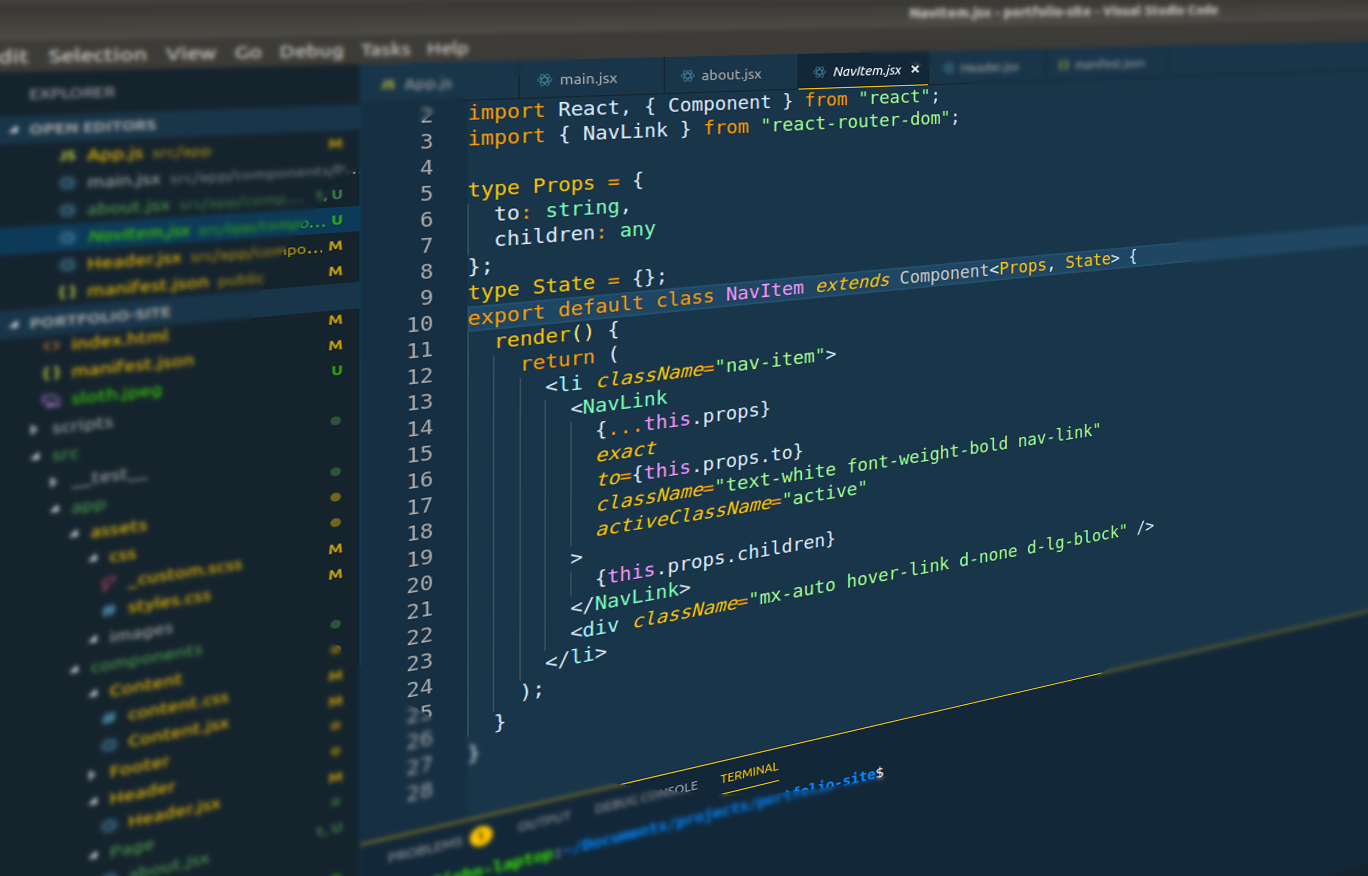 NavItem.jsx - portfolio-site - Visual Studio Code
dit Selection View Go Debug Tasks Help
EXPLORER
OPEN EDITORS
JS App.js src/app M
main.jsx src/app/components/P...
about.jsx src/app/comp... 1, U
NavItem.jsx src/app/compo... U
Header.jsx src/app/compo... M
{} manifest.json public M
PORTFOLIO-SITE
index.html M
{} manifest.json M
sloth.jpeg U
scripts
src
__test__
app
assets
css
_custom.scss M
# styles.css M
images
components
Content
# content.css M
Content.jsx M
Footer
Header
Header.jsx M
Page
about.jsx 1, U
JS App.js
main.jsx
about.jsx
NavItem.jsx ×
Header.jsx
{} manifest.json
2 import React, { Component } from "react";
3 import { NavLink } from "react-router-dom";
4
5 type Props = {
6 to: string,
7 children: any
8 };
9 type State = {};
10 export default class NavItem extends Component<Props, State> {
11 render() {
12 return (
13 <li className="nav-item">
14 <NavLink
15 {...this.props}
16 exact
17 to={this.props.to}
18 className="text-white font-weight-bold nav-link"
19 activeClassName="active"
20 >
21 {this.props.children}
22 </NavLink>
23 <div className="mx-auto hover-link d-none d-lg-block" />
24 </li>
25 );
26 }
27 }
28
PROBLEMS OUTPUT DEBUG CONSOLE TERMINAL
-laptop:~/Documents/projects/portfolio-site$